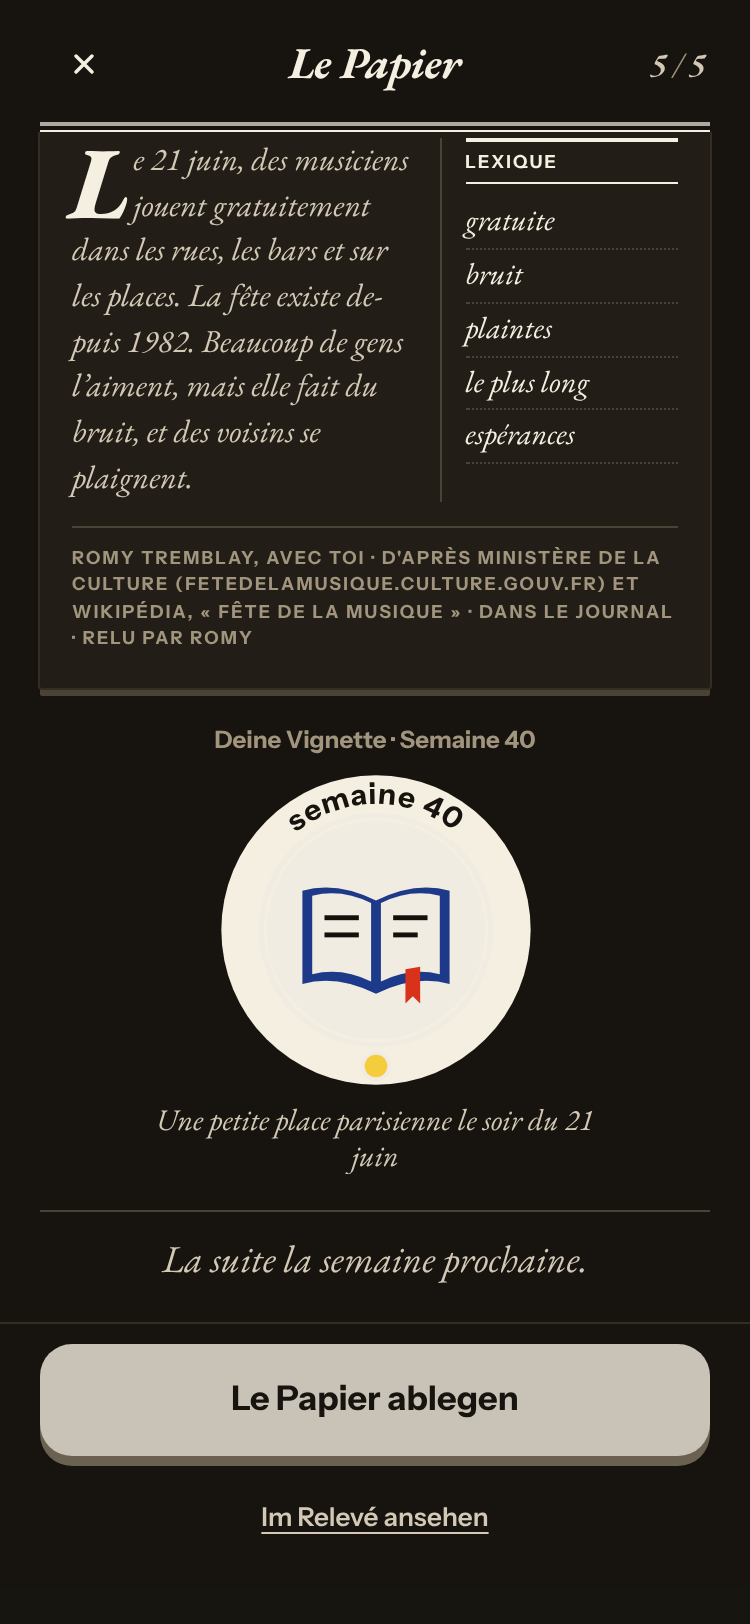 Le Papier
5 / 5
Le 21 juin, des musiciens
jouent gratuitement
dans les rues, les bars et sur
les places. La fête existe de-
puis 1982. Beaucoup de gens
l’aiment, mais elle fait du
bruit, et des voisins se
plaignent.
LEXIQUE
gratuite
bruit
plaintes
le plus long
espérances
ROMY TREMBLAY, AVEC TOI · D'APRÈS MINISTÈRE DE LA
CULTURE (FETEDELAMUSIQUE.CULTURE.GOUV.FR) ET
WIKIPÉDIA, « FÊTE DE LA MUSIQUE » · DANS LE JOURNAL
· RELU PAR ROMY
Deine Vignette · Semaine 40
semaine 40
Une petite place parisienne le soir du 21
juin
La suite la semaine prochaine.
Le Papier ablegen
Im Relevé ansehen